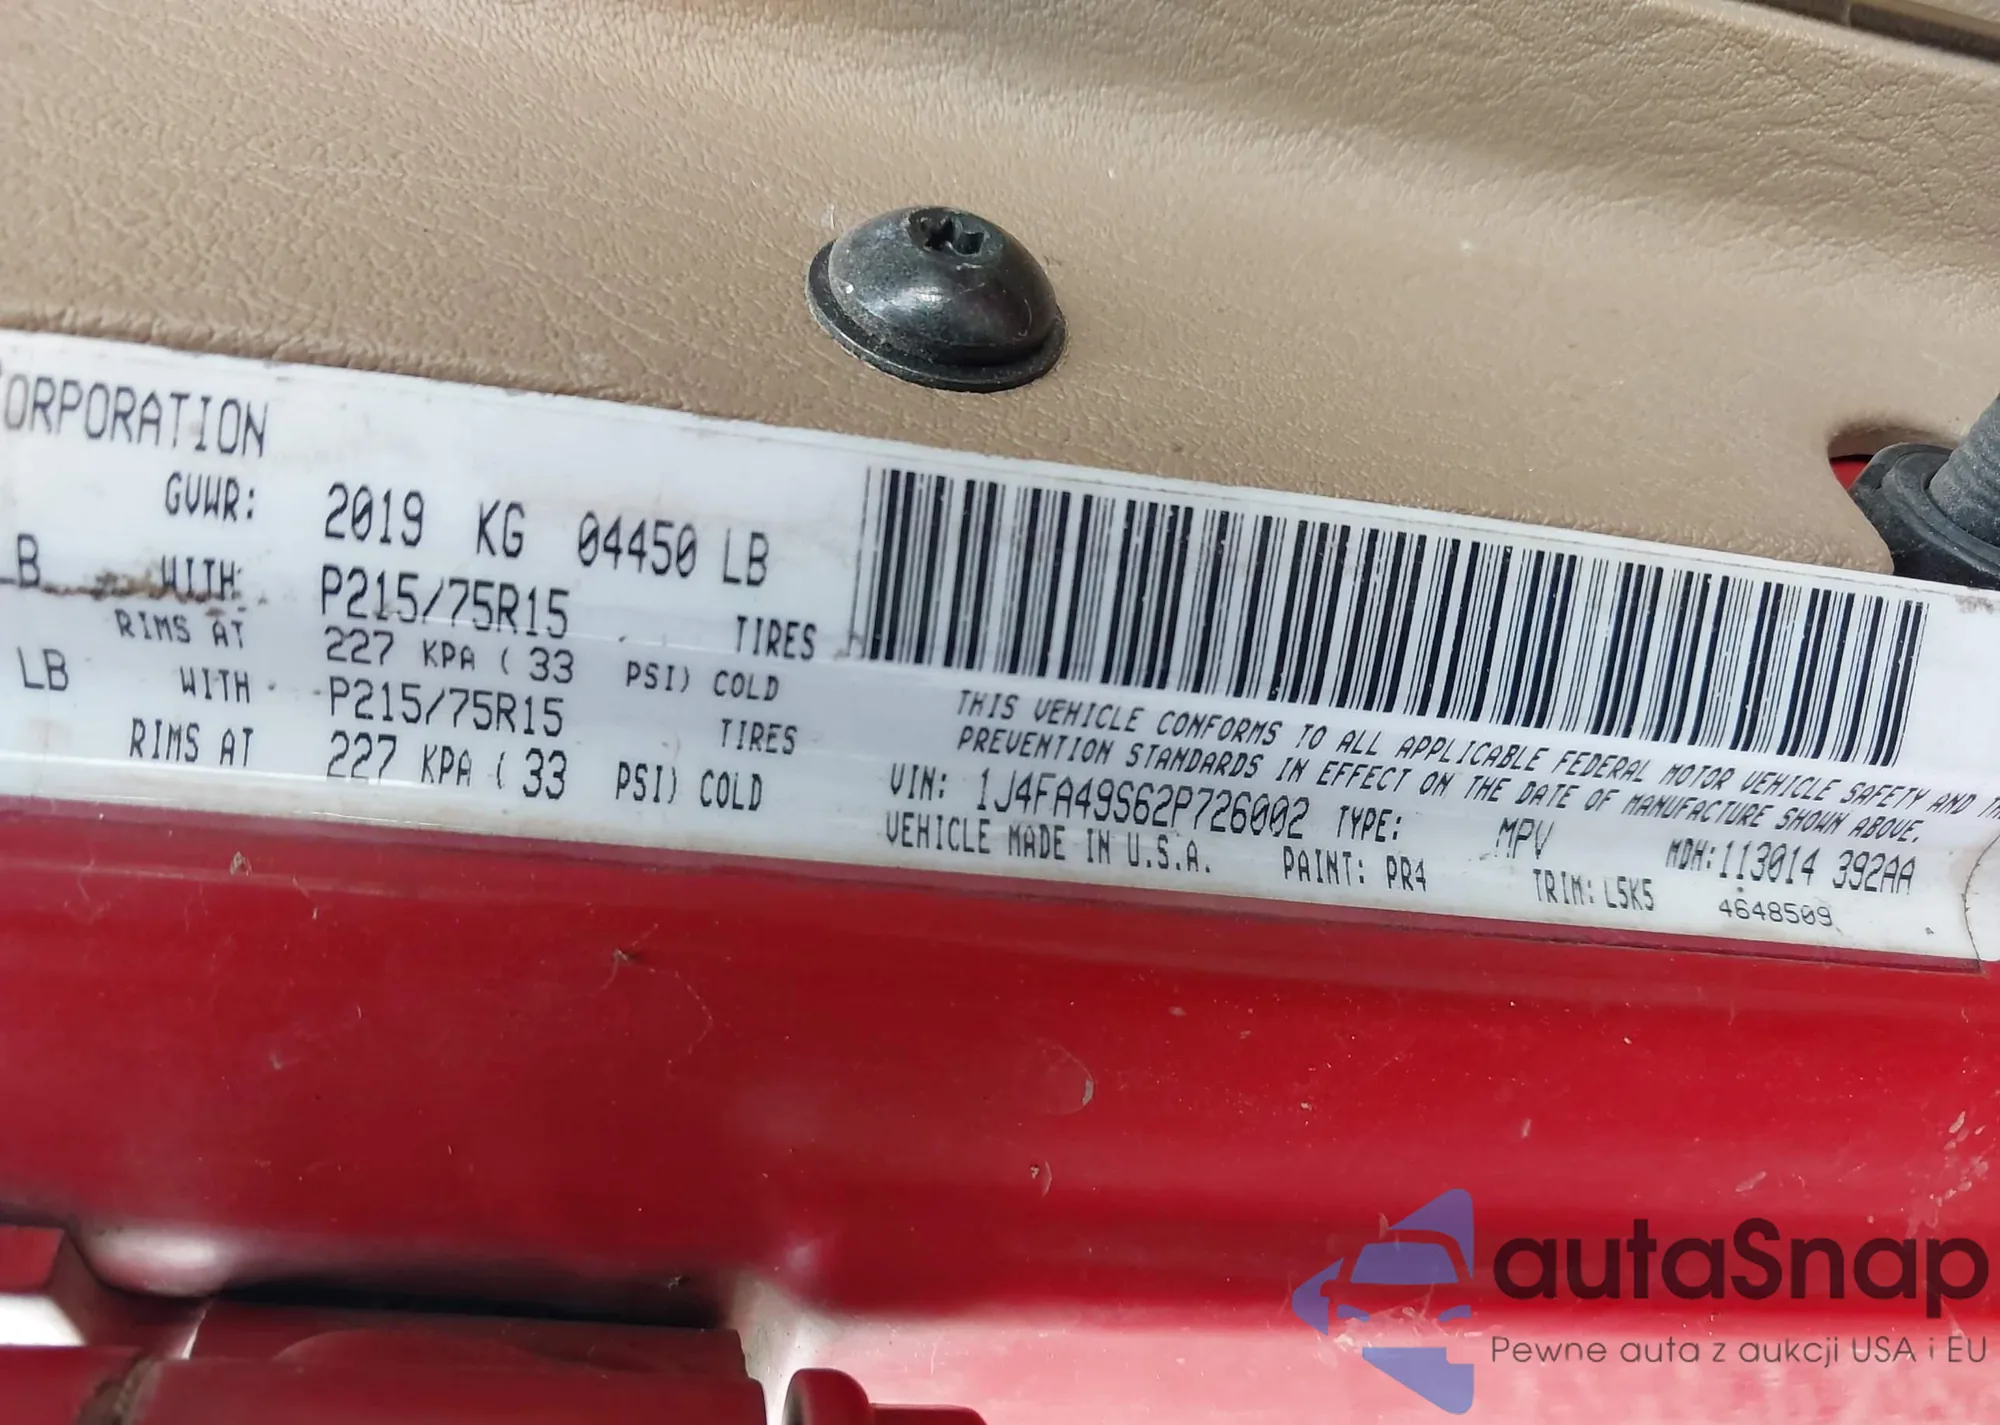 ORPORATION
GVWR: 2019 KG 04450 LB
LB WITH P215/75R15 TIRES
RIMS AT 227 KPA ( 33 PSI) COLD
LB WITH P215/75R15 TIRES
RIMS AT 227 KPA ( 33 PSI) COLD
THIS VEHICLE CONFORMS TO ALL APPLICABLE FEDERAL MOTOR VEHICLE SAFETY AND
PREVENTION STANDARDS IN EFFECT ON THE DATE OF MANUFACTURE SHOWN ABOVE.
VIN: 1J4FA49S62P726002 TYPE: MPV MDH: 113014 392AA
VEHICLE MADE IN U.S.A. PAINT: PR4 TRIM: L5K5 4648509
autaSnap
Pewne auta z aukcji USA i EU